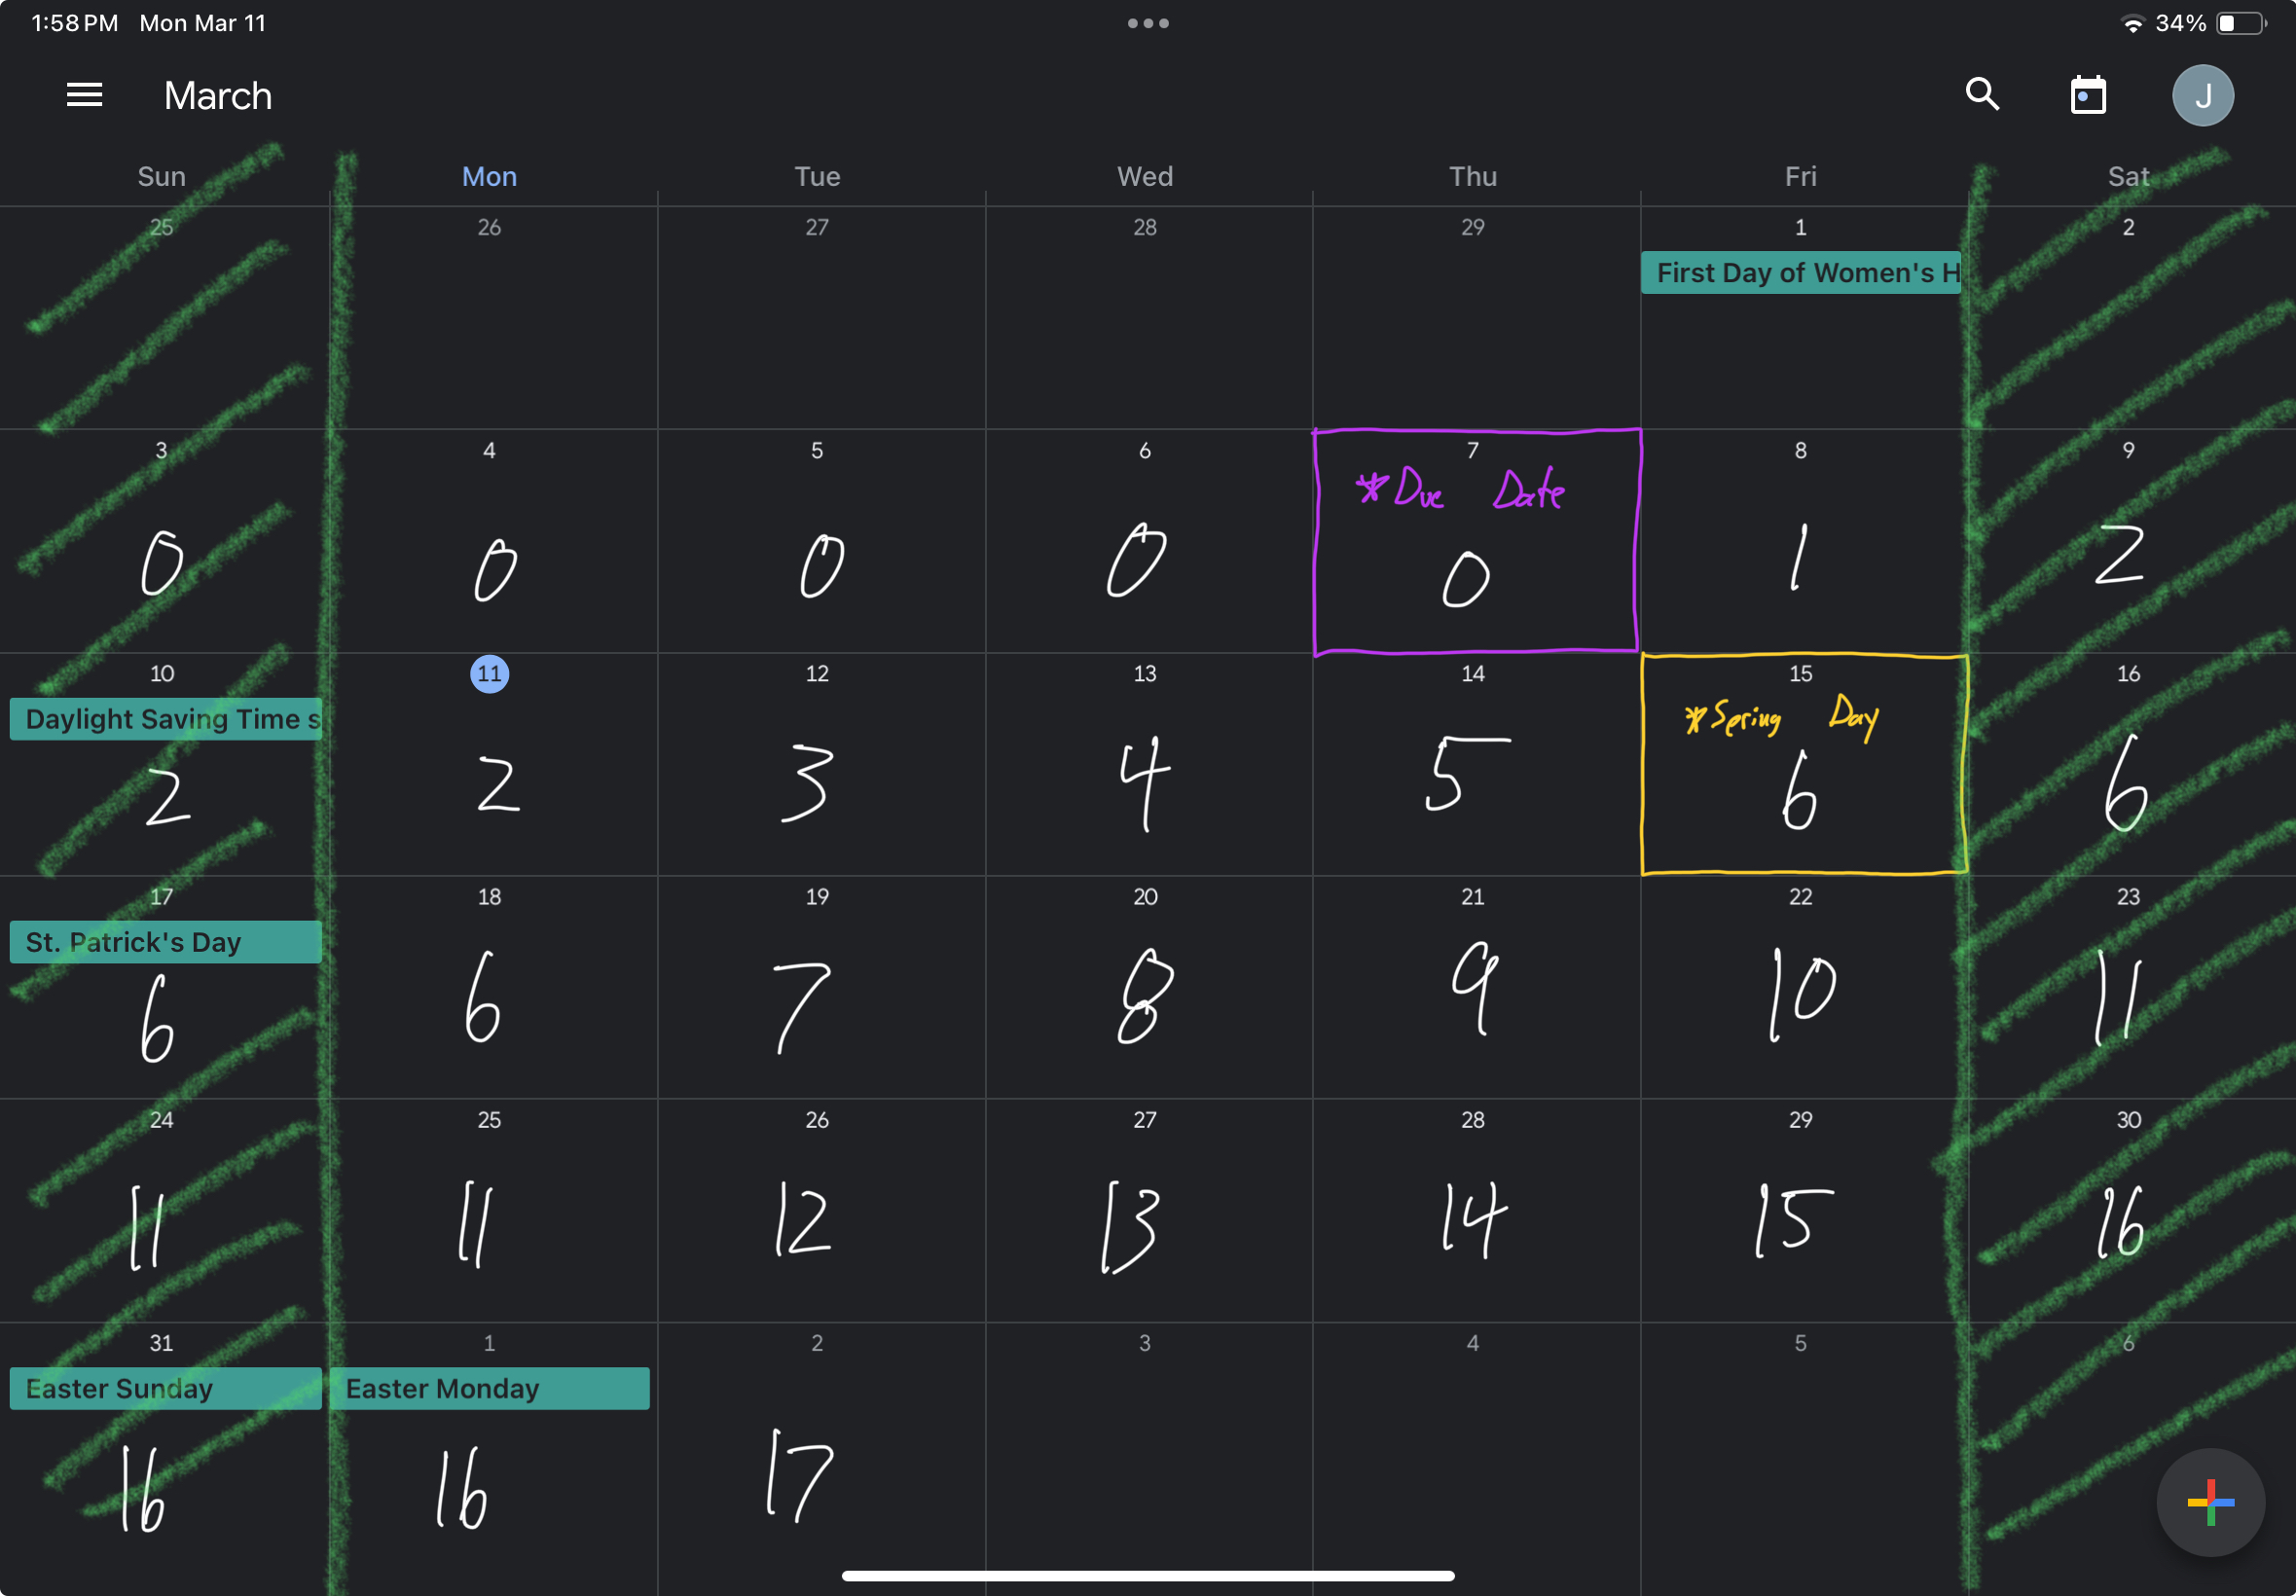 1:58 PM Mon Mar 11
34%
March
J
Sun Mon Tue Wed Thu Fri Sat
25 26 27 28 29 1 2
First Day of Women's H
3 4 5 6 7 8 9
*Due Date
0 0 0 0 0 1 2
10 11 12 13 14 15 16
Daylight Saving Time s
*Spring Day
2 2 3 4 5 6 6
17 18 19 20 21 22 23
St. Patrick's Day
6 6 7 8 9 10 11
24 25 26 27 28 29 30
11 11 12 13 14 15 16
31 1 2 3 4 5 6
Easter Sunday Easter Monday
16 16 17